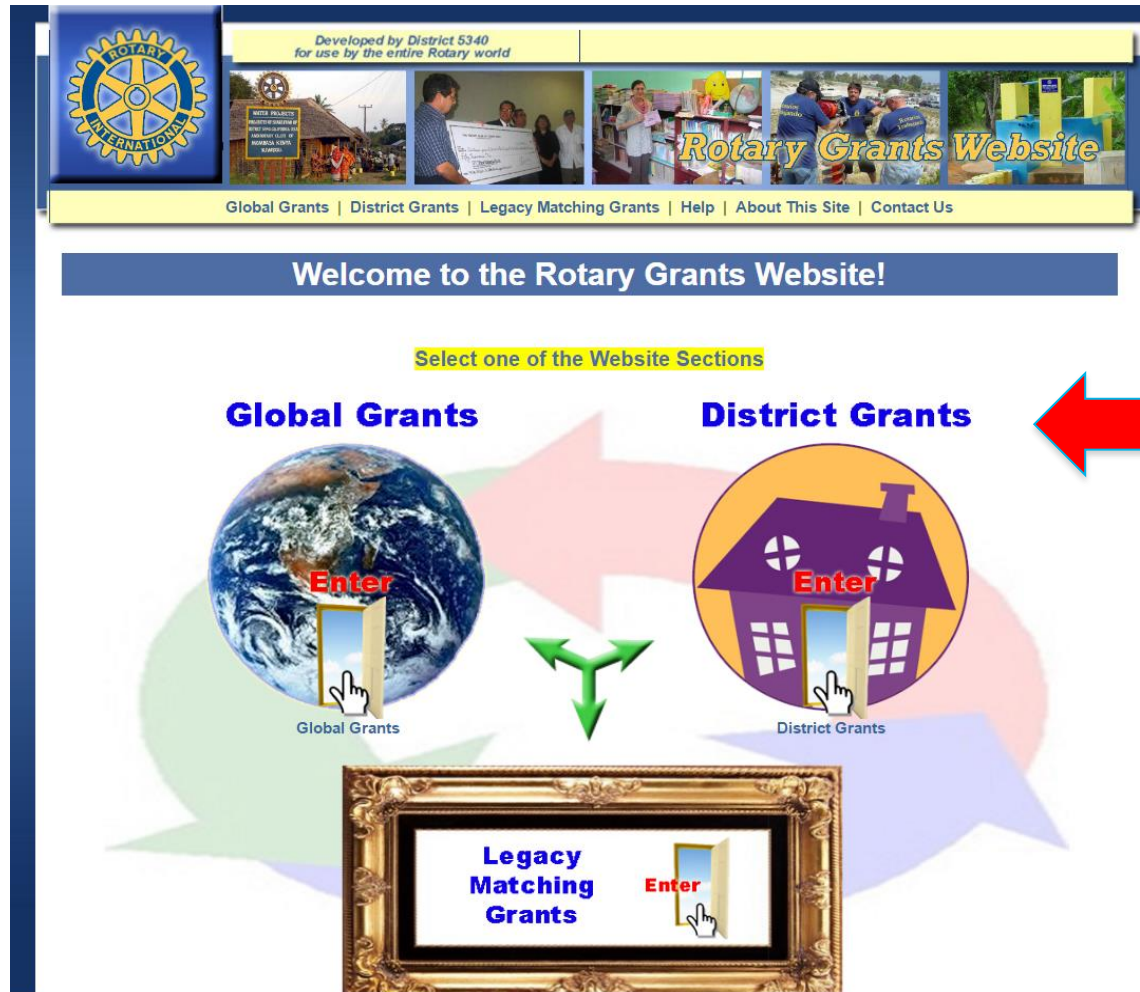 ROTARY
INTERNATIONAL
Developed by District 5340
for use by the entire Rotary world
WATER PROJECTS
Rotary Grants Website
Global Grants | District Grants | Legacy Matching Grants | Help | About This Site | Contact Us
Welcome to the Rotary Grants Website!
Select one of the Website Sections
Global Grants
District Grants
Enter
Enter
Global Grants
District Grants
Legacy
Matching
Grants
Enter